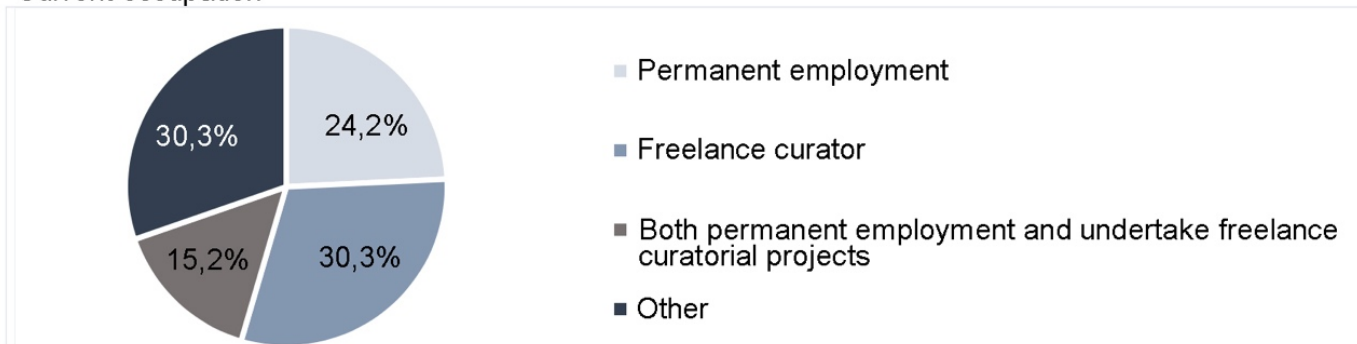 24,2%
30,3%
15,2%
30,3%
Permanent employment
Freelance curator
Both permanent employment and undertake freelance
curatorial projects
Other